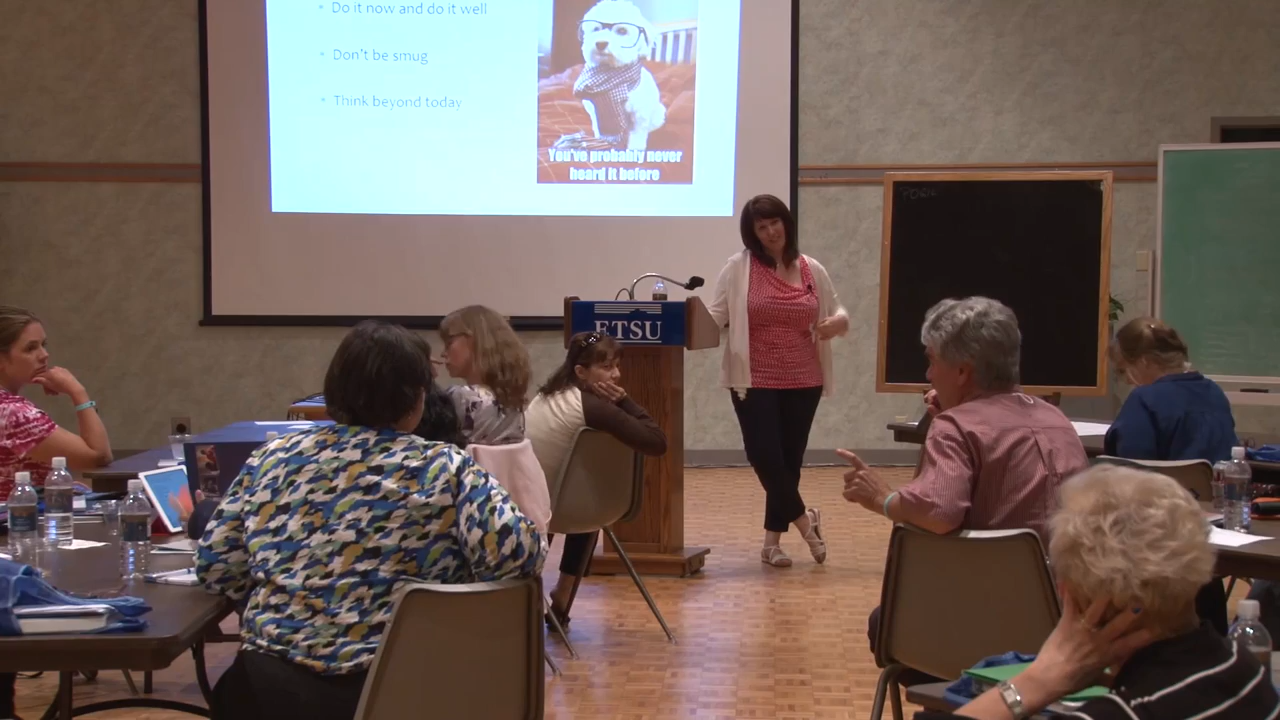 Do it now and do it well
Don't be smug
Think beyond today
You've probably never
heard it before
ETSU